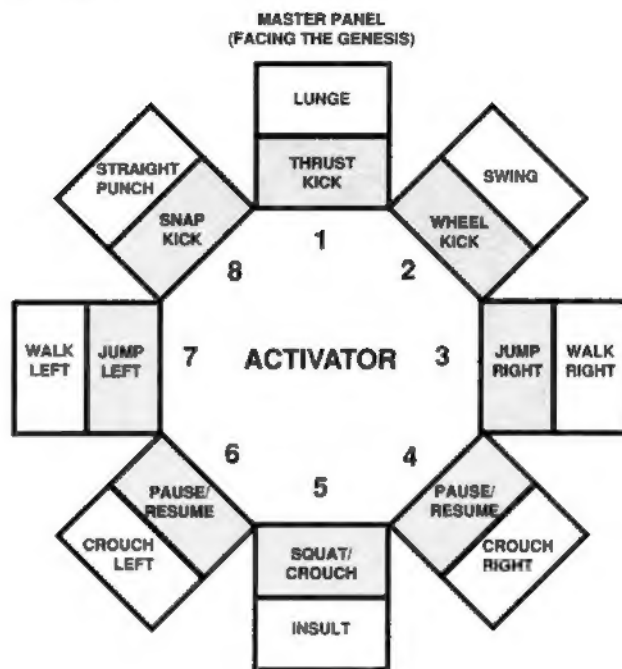 MASTER PANEL
(FACING THE GENESIS)
LUNGE
THRUST
KICK
1
SWING
WHEEL
KICK
2
JUMP
RIGHT
WALK
RIGHT
3
PAUSE/
RESUME
CROUCH
RIGHT
4
SQUAT/
CROUCH
INSULT
5
PAUSE/
RESUME
CROUCH
LEFT
6
WALK
LEFT
JUMP
LEFT
7
STRAIGHT
PUNCH
SNAP
KICK
8
ACTIVATOR